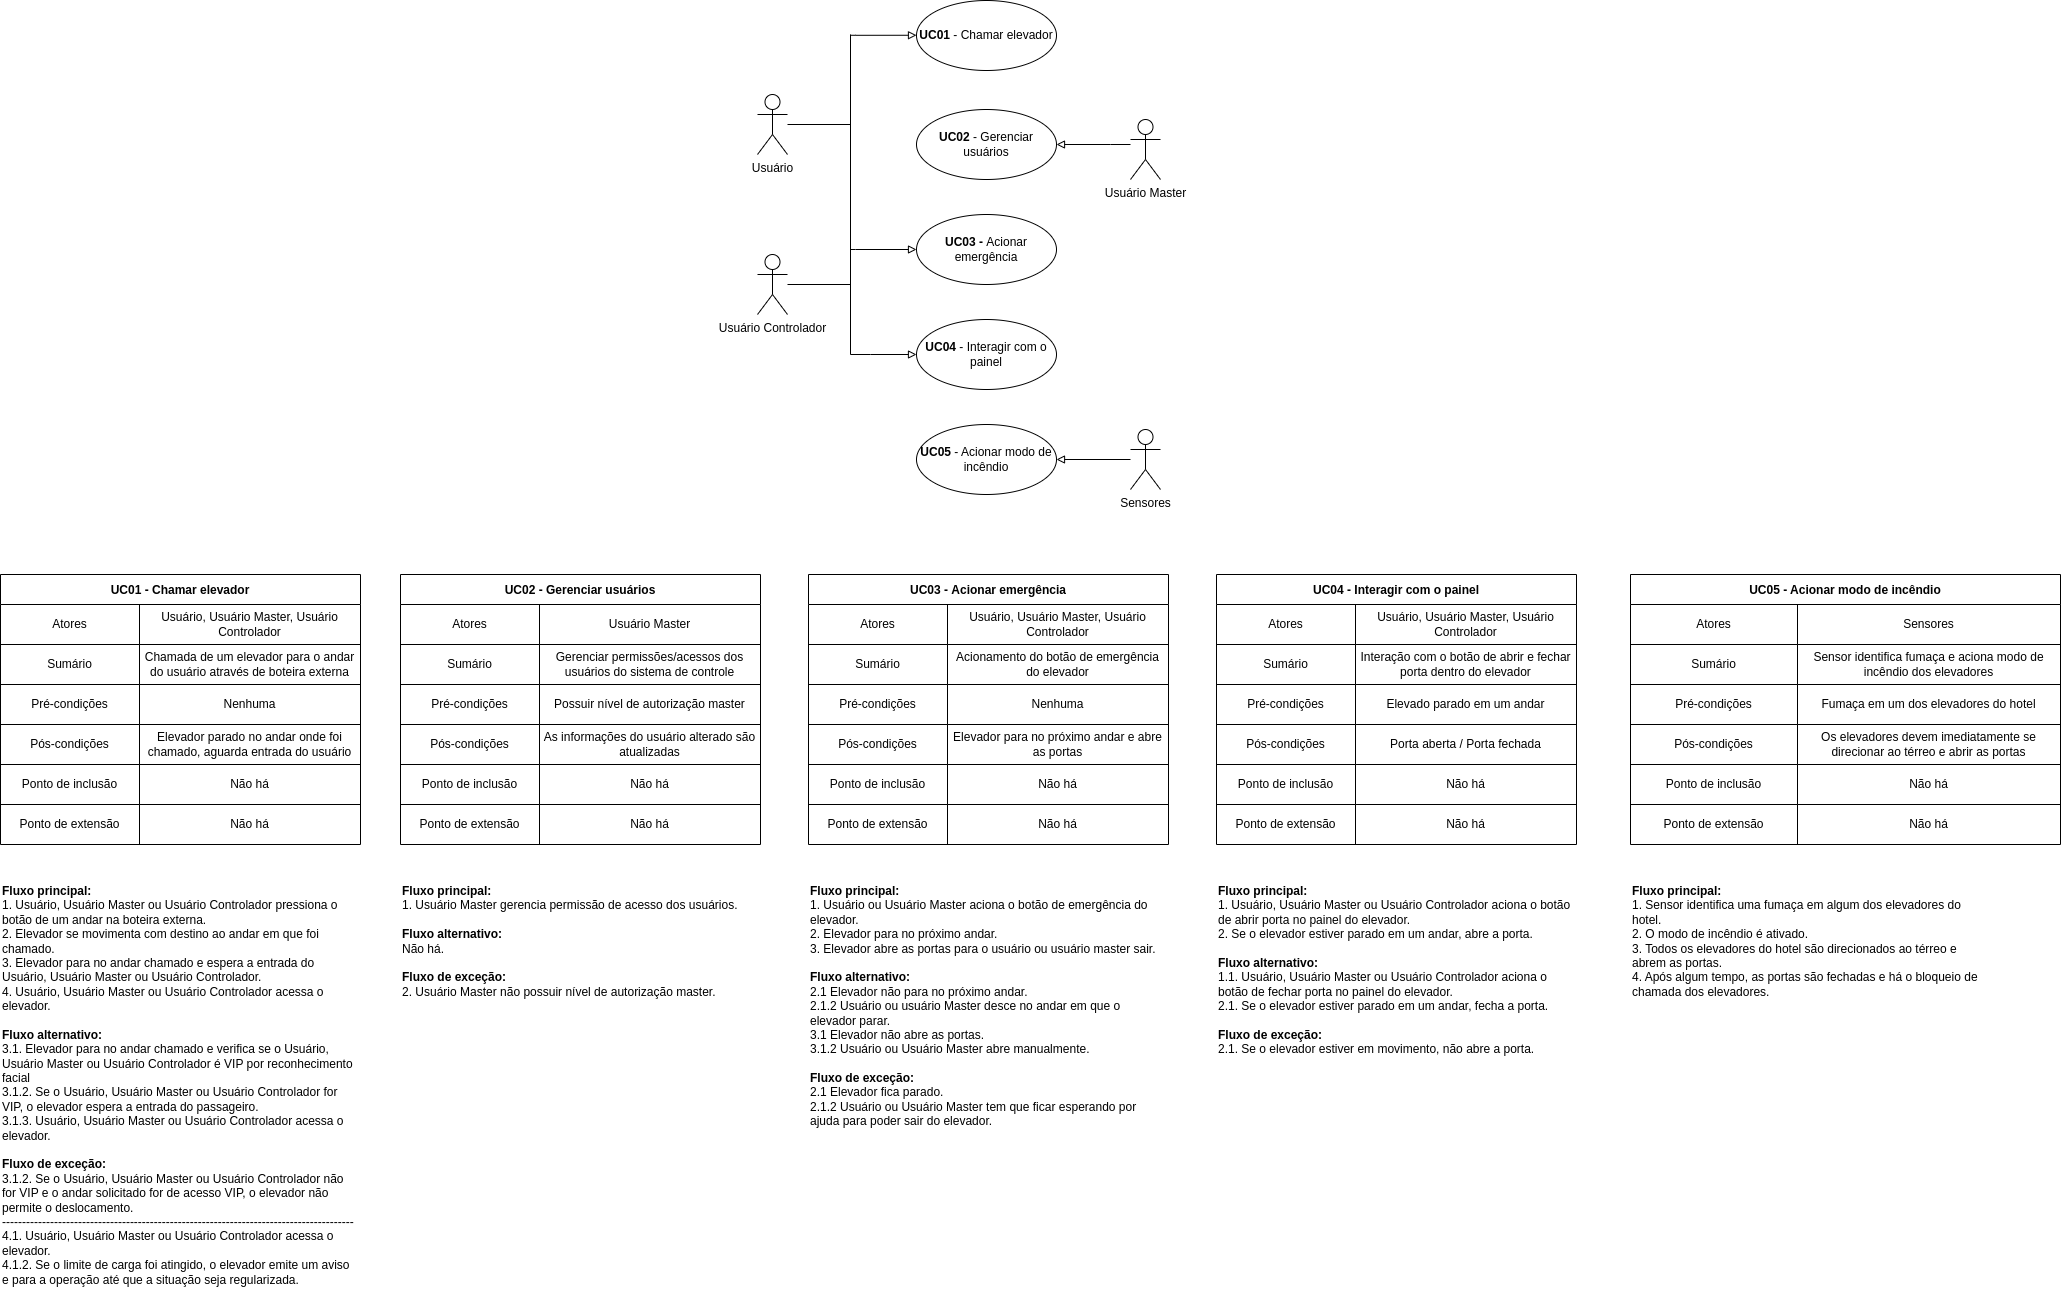 UC01 - Chamar elevador
Usuário
UC02 - Gerenciar
usuários
Usuário Master
UC03 - Acionar
emergência
Usuário Controlador
UC04 - Interagir com o
painel
UC05 - Acionar modo de
incêndio
Sensores
UC01 - Chamar elevador
Atores
Usuário, Usuário Master, Usuário
Controlador
Sumário
Chamada de um elevador para o andar
do usuário através de boteira externa
Pré-condições
Nenhuma
Pós-condições
Elevador parado no andar onde foi
chamado, aguarda entrada do usuário
Ponto de inclusão
Não há
Ponto de extensão
Não há
Fluxo principal:
1. Usuário, Usuário Master ou Usuário Controlador pressiona o
botão de um andar na boteira externa.
2. Elevador se movimenta com destino ao andar em que foi
chamado.
3. Elevador para no andar chamado e espera a entrada do
Usuário, Usuário Master ou Usuário Controlador.
4. Usuário, Usuário Master ou Usuário Controlador acessa o
elevador.
Fluxo alternativo:
3.1. Elevador para no andar chamado e verifica se o Usuário,
Usuário Master ou Usuário Controlador é VIP por reconhecimento
facial
3.1.2. Se o Usuário, Usuário Master ou Usuário Controlador for
VIP, o elevador espera a entrada do passageiro.
3.1.3. Usuário, Usuário Master ou Usuário Controlador acessa o
elevador.
Fluxo de exceção:
3.1.2. Se o Usuário, Usuário Master ou Usuário Controlador não
for VIP e o andar solicitado for de acesso VIP, o elevador não
permite o deslocamento.
----------------------------------------------------------------------------------------
4.1. Usuário, Usuário Master ou Usuário Controlador acessa o
elevador.
4.1.2. Se o limite de carga foi atingido, o elevador emite um aviso
e para a operação até que a situação seja regularizada.
UC02 - Gerenciar usuários
Atores
Usuário Master
Sumário
Gerenciar permissões/acessos dos
usuários do sistema de controle
Pré-condições
Possuir nível de autorização master
Pós-condições
As informações do usuário alterado são
atualizadas
Ponto de inclusão
Não há
Ponto de extensão
Não há
Fluxo principal:
1. Usuário Master gerencia permissão de acesso dos usuários.
Fluxo alternativo:
Não há.
Fluxo de exceção:
2. Usuário Master não possuir nível de autorização master.
UC03 - Acionar emergência
Atores
Usuário, Usuário Master, Usuário
Controlador
Sumário
Acionamento do botão de emergência
do elevador
Pré-condições
Nenhuma
Pós-condições
Elevador para no próximo andar e abre
as portas
Ponto de inclusão
Não há
Ponto de extensão
Não há
Fluxo principal:
1. Usuário ou Usuário Master aciona o botão de emergência do
elevador.
2. Elevador para no próximo andar.
3. Elevador abre as portas para o usuário ou usuário master sair.
Fluxo alternativo:
2.1 Elevador não para no próximo andar.
2.1.2 Usuário ou usuário Master desce no andar em que o
elevador parar.
3.1 Elevador não abre as portas.
3.1.2 Usuário ou Usuário Master abre manualmente.
Fluxo de exceção:
2.1 Elevador fica parado.
2.1.2 Usuário ou Usuário Master tem que ficar esperando por
ajuda para poder sair do elevador.
UC04 - Interagir com o painel
Atores
Usuário, Usuário Master, Usuário
Controlador
Sumário
Interação com o botão de abrir e fechar
porta dentro do elevador
Pré-condições
Elevado parado em um andar
Pós-condições
Porta aberta / Porta fechada
Ponto de inclusão
Não há
Ponto de extensão
Não há
Fluxo principal:
1. Usuário, Usuário Master ou Usuário Controlador aciona o botão
de abrir porta no painel do elevador.
2. Se o elevador estiver parado em um andar, abre a porta.
Fluxo alternativo:
1.1. Usuário, Usuário Master ou Usuário Controlador aciona o
botão de fechar porta no painel do elevador.
2.1. Se o elevador estiver parado em um andar, fecha a porta.
Fluxo de exceção:
2.1. Se o elevador estiver em movimento, não abre a porta.
UC05 - Acionar modo de incêndio
Atores
Sensores
Sumário
Sensor identifica fumaça e aciona modo de
incêndio dos elevadores
Pré-condições
Fumaça em um dos elevadores do hotel
Pós-condições
Os elevadores devem imediatamente se
direcionar ao térreo e abrir as portas
Ponto de inclusão
Não há
Ponto de extensão
Não há
Fluxo principal:
1. Sensor identifica uma fumaça em algum dos elevadores do
hotel.
2. O modo de incêndio é ativado.
3. Todos os elevadores do hotel são direcionados ao térreo e
abrem as portas.
4. Após algum tempo, as portas são fechadas e há o bloqueio de
chamada dos elevadores.